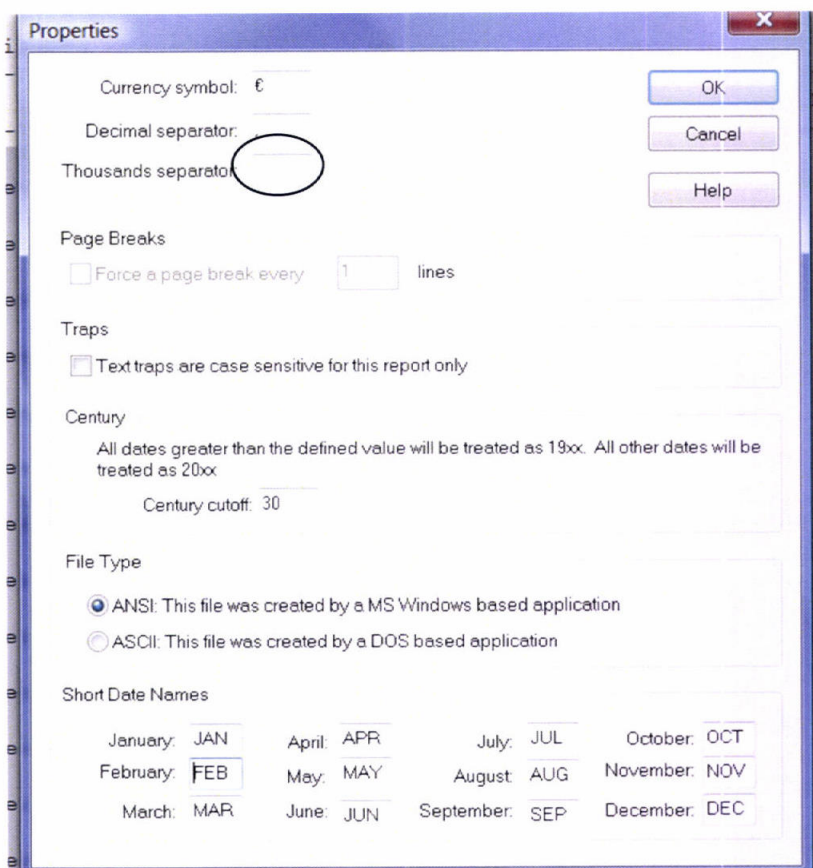 Properties
Currency symbol: €
OK
Decimal separator: .
Cancel
Thousands separator:
Help
Page Breaks
Force a page break every 1 lines
Traps
Text traps are case sensitive for this report only
Century
All dates greater than the defined value will be treated as 19xx. All other dates will be
treated as 20xx
Century cutoff: 30
File Type
ANSI: This file was created by a MS Windows based application
ASCII: This file was created by a DOS based application
Short Date Names
January: JAN April: APR July: JUL October: OCT
February: FEB May: MAY August: AUG November: NOV
March: MAR June: JUN September: SEP December: DEC